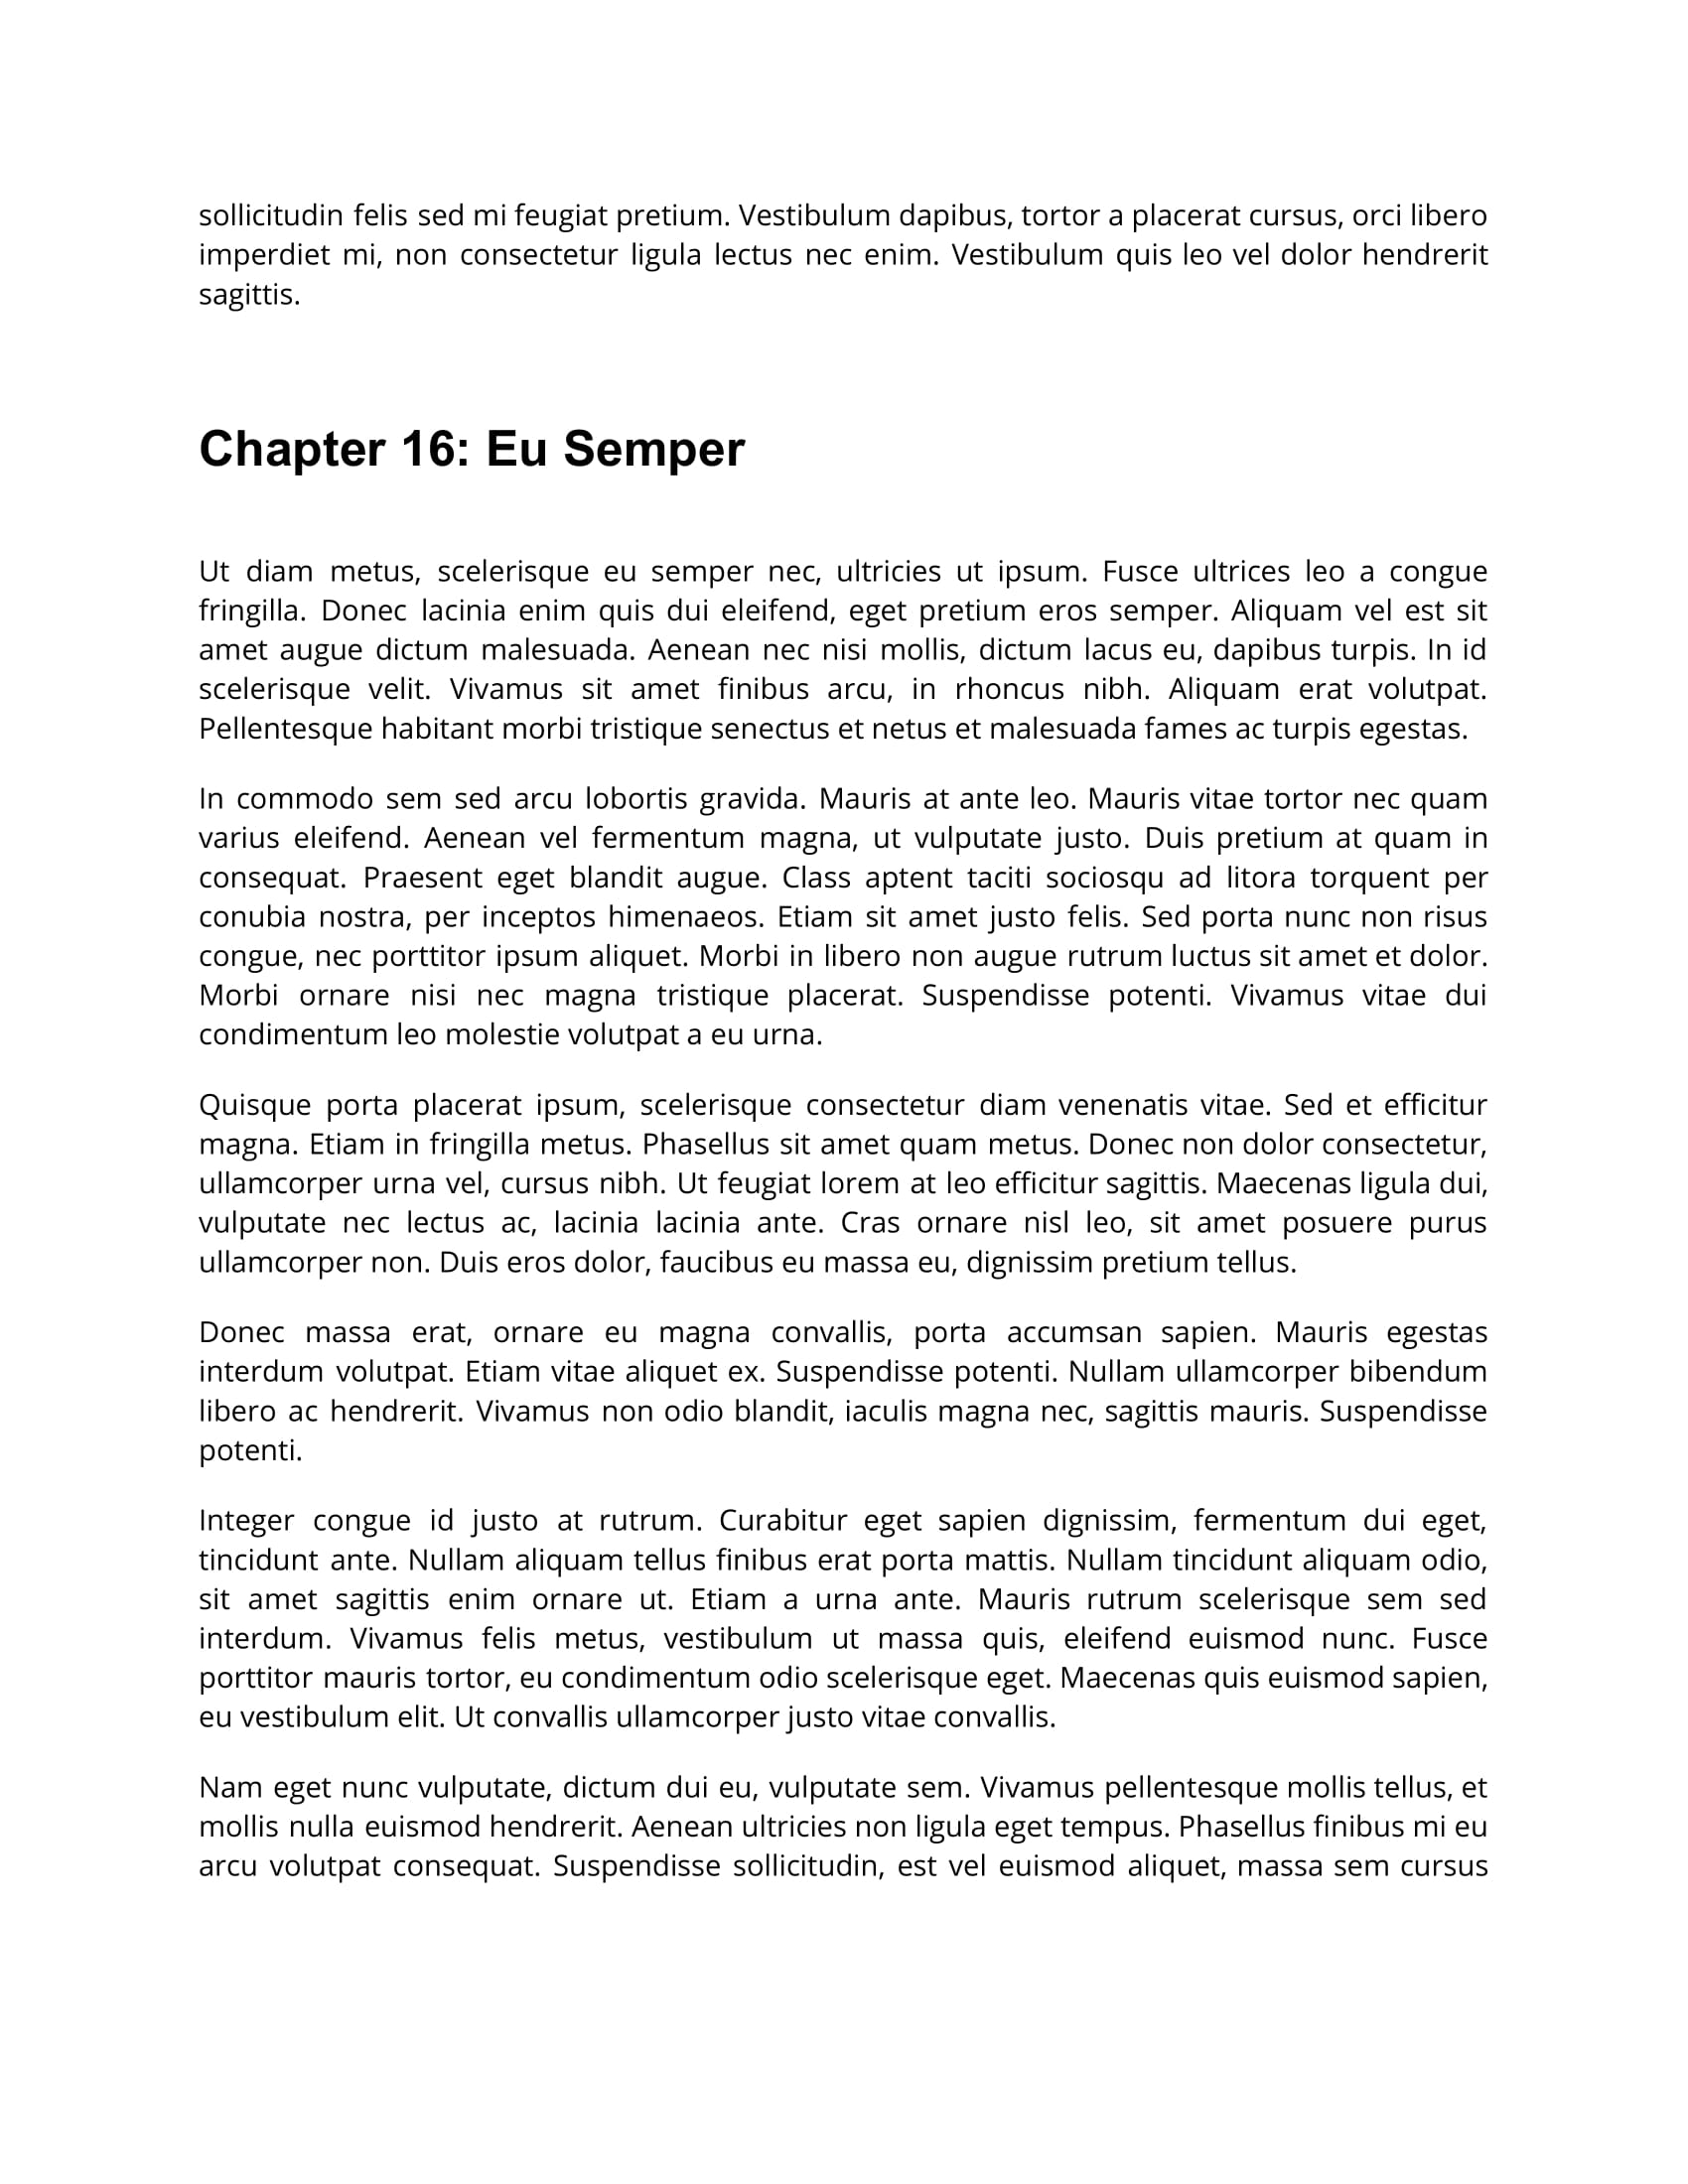 sollicitudin felis sed mi feugiat pretium. Vestibulum dapibus, tortor a placerat cursus, orci libero
imperdiet mi, non consectetur ligula lectus nec enim. Vestibulum quis leo vel dolor hendrerit
sagittis.
Chapter 16: Eu Semper
Ut diam metus, scelerisque eu semper nec, ultricies ut ipsum. Fusce ultrices leo a congue
fringilla. Donec lacinia enim quis dui eleifend, eget pretium eros semper. Aliquam vel est sit
amet augue dictum malesuada. Aenean nec nisi mollis, dictum lacus eu, dapibus turpis. In id
scelerisque velit. Vivamus sit amet finibus arcu, in rhoncus nibh. Aliquam erat volutpat.
Pellentesque habitant morbi tristique senectus et netus et malesuada fames ac turpis egestas.
In commodo sem sed arcu lobortis gravida. Mauris at ante leo. Mauris vitae tortor nec quam
varius eleifend. Aenean vel fermentum magna, ut vulputate justo. Duis pretium at quam in
consequat. Praesent eget blandit augue. Class aptent taciti sociosqu ad litora torquent per
conubia nostra, per inceptos himenaeos. Etiam sit amet justo felis. Sed porta nunc non risus
congue, nec porttitor ipsum aliquet. Morbi in libero non augue rutrum luctus sit amet et dolor.
Morbi ornare nisi nec magna tristique placerat. Suspendisse potenti. Vivamus vitae dui
condimentum leo molestie volutpat a eu urna.
Quisque porta placerat ipsum, scelerisque consectetur diam venenatis vitae. Sed et efficitur
magna. Etiam in fringilla metus. Phasellus sit amet quam metus. Donec non dolor consectetur,
ullamcorper urna vel, cursus nibh. Ut feugiat lorem at leo efficitur sagittis. Maecenas ligula dui,
vulputate nec lectus ac, lacinia lacinia ante. Cras ornare nisl leo, sit amet posuere purus
ullamcorper non. Duis eros dolor, faucibus eu massa eu, dignissim pretium tellus.
Donec massa erat, ornare eu magna convallis, porta accumsan sapien. Mauris egestas
interdum volutpat. Etiam vitae aliquet ex. Suspendisse potenti. Nullam ullamcorper bibendum
libero ac hendrerit. Vivamus non odio blandit, iaculis magna nec, sagittis mauris. Suspendisse
potenti.
Integer congue id justo at rutrum. Curabitur eget sapien dignissim, fermentum dui eget,
tincidunt ante. Nullam aliquam tellus finibus erat porta mattis. Nullam tincidunt aliquam odio,
sit amet sagittis enim ornare ut. Etiam a urna ante. Mauris rutrum scelerisque sem sed
interdum. Vivamus felis metus, vestibulum ut massa quis, eleifend euismod nunc. Fusce
porttitor mauris tortor, eu condimentum odio scelerisque eget. Maecenas quis euismod sapien,
eu vestibulum elit. Ut convallis ullamcorper justo vitae convallis.
Nam eget nunc vulputate, dictum dui eu, vulputate sem. Vivamus pellentesque mollis tellus, et
mollis nulla euismod hendrerit. Aenean ultricies non ligula eget tempus. Phasellus finibus mi eu
arcu volutpat consequat. Suspendisse sollicitudin, est vel euismod aliquet, massa sem cursus